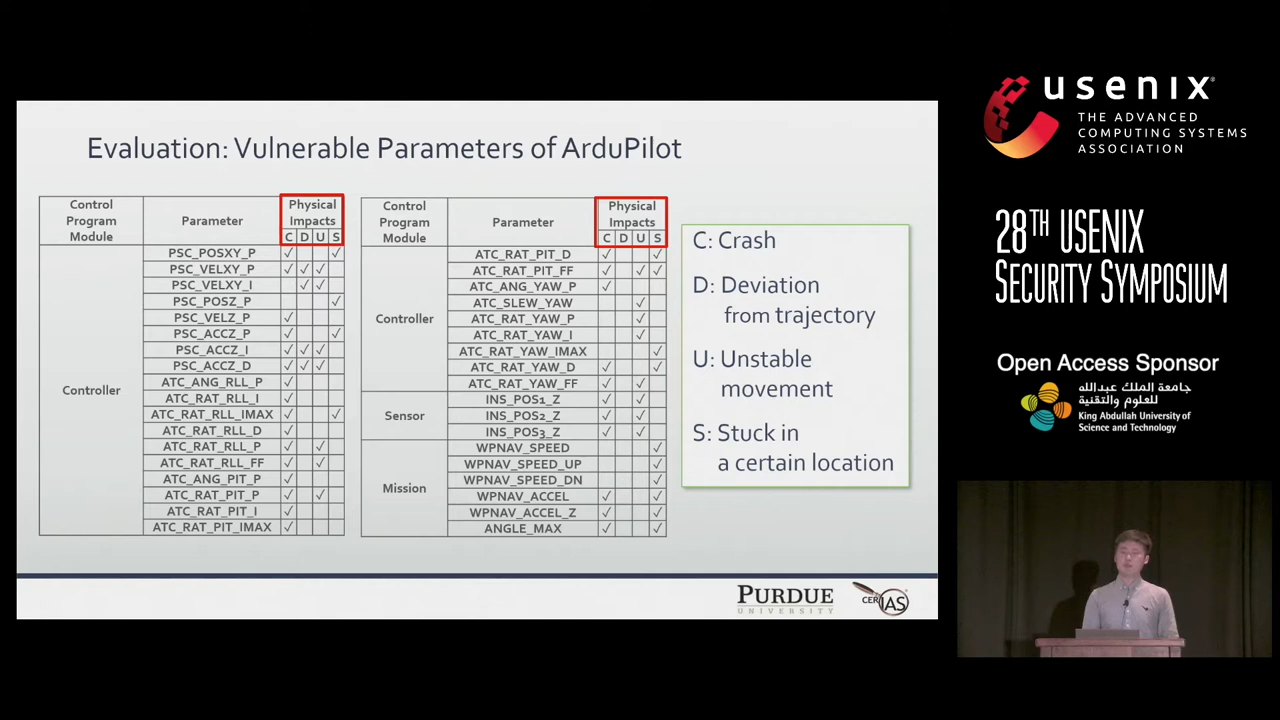 Evaluation: Vulnerable Parameters of ArduPilot
Control Program Module
Parameter
Physical Impacts
C D U S
Controller
PSC_POSXY_P ✓ ✓
PSC_VELXY_P ✓ ✓ ✓
PSC_VELXY_I ✓ ✓
PSC_POSZ_P ✓
PSC_VELZ_P ✓
PSC_ACCZ_P ✓ ✓
PSC_ACCZ_I ✓ ✓ ✓
PSC_ACCZ_D ✓ ✓ ✓
ATC_ANG_RLL_P ✓
ATC_RAT_RLL_I ✓
ATC_RAT_RLL_IMAX ✓ ✓
ATC_RAT_RLL_D ✓
ATC_RAT_RLL_P ✓ ✓
ATC_RAT_RLL_FF ✓ ✓
ATC_ANG_PIT_P ✓
ATC_RAT_PIT_P ✓ ✓
ATC_RAT_PIT_I ✓
ATC_RAT_PIT_IMAX ✓
Control Program Module
Parameter
Physical Impacts
C D U S
Controller
ATC_RAT_PIT_D ✓ ✓
ATC_RAT_PIT_FF ✓ ✓ ✓
ATC_ANG_YAW_P ✓
ATC_SLEW_YAW ✓
ATC_RAT_YAW_P ✓
ATC_RAT_YAW_I ✓
ATC_RAT_YAW_IMAX ✓
ATC_RAT_YAW_D ✓ ✓
ATC_RAT_YAW_FF ✓ ✓
Sensor
INS_POS1_Z ✓ ✓
INS_POS2_Z ✓ ✓
INS_POS3_Z ✓ ✓
Mission
WPNAV_SPEED ✓
WPNAV_SPEED_UP ✓
WPNAV_SPEED_DN ✓
WPNAV_ACCEL ✓ ✓
WPNAV_ACCEL_Z ✓ ✓
ANGLE_MAX ✓ ✓
C: Crash
D: Deviation
from trajectory
U: Unstable
movement
S: Stuck in
a certain location
PURDUE
UNIVERSITY
CERIAS
usenix
THE ADVANCED
COMPUTING SYSTEMS
ASSOCIATION
28TH USENIX
SECURITY SYMPOSIUM
Open Access Sponsor
جامعة الملك عبدالله
للعلوم والتقنية
King Abdullah University of
Science and Technology